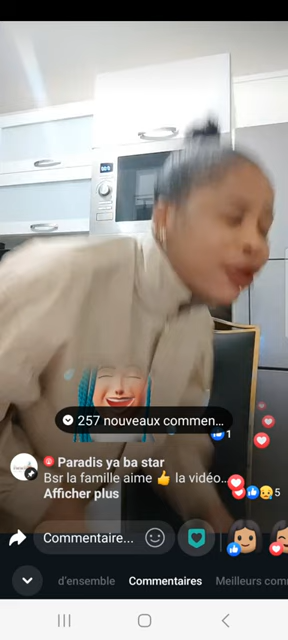 257 nouveaux commen...
1
Paradis ya ba star
Bsr la famille aime 👍 la vidéo...
Afficher plus
5
Commentaire...
d'ensemble
Commentaires
Meilleurs com